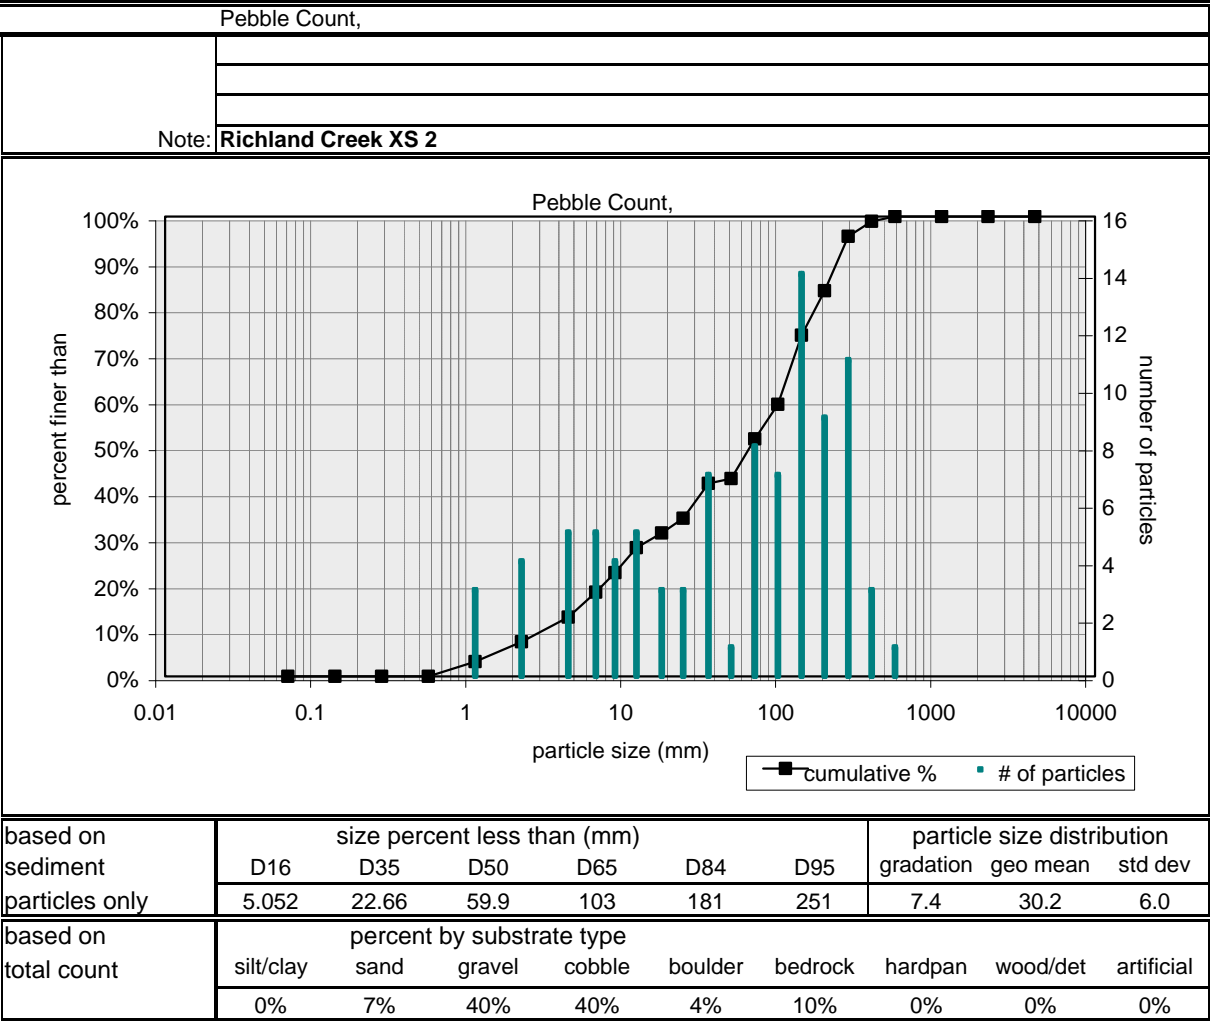 Pebble Count,
Note: Richland Creek XS 2
Pebble Count,
100%
90%
80%
70%
60%
50%
40%
30%
20%
10%
0%
percent finer than
16
14
12
10
8
6
4
2
0
number of particles
0.01 0.1 1 10 100 1000 10000
particle size (mm)
cumulative % # of particles
based on size percent less than (mm) particle size distribution
sediment D16 D35 D50 D65 D84 D95 gradation geo mean std dev
particles only 5.052 22.66 59.9 103 181 251 7.4 30.2 6.0
based on percent by substrate type
total count silt/clay sand gravel cobble boulder bedrock hardpan wood/det artificial
0% 7% 40% 40% 4% 10% 0% 0% 0%